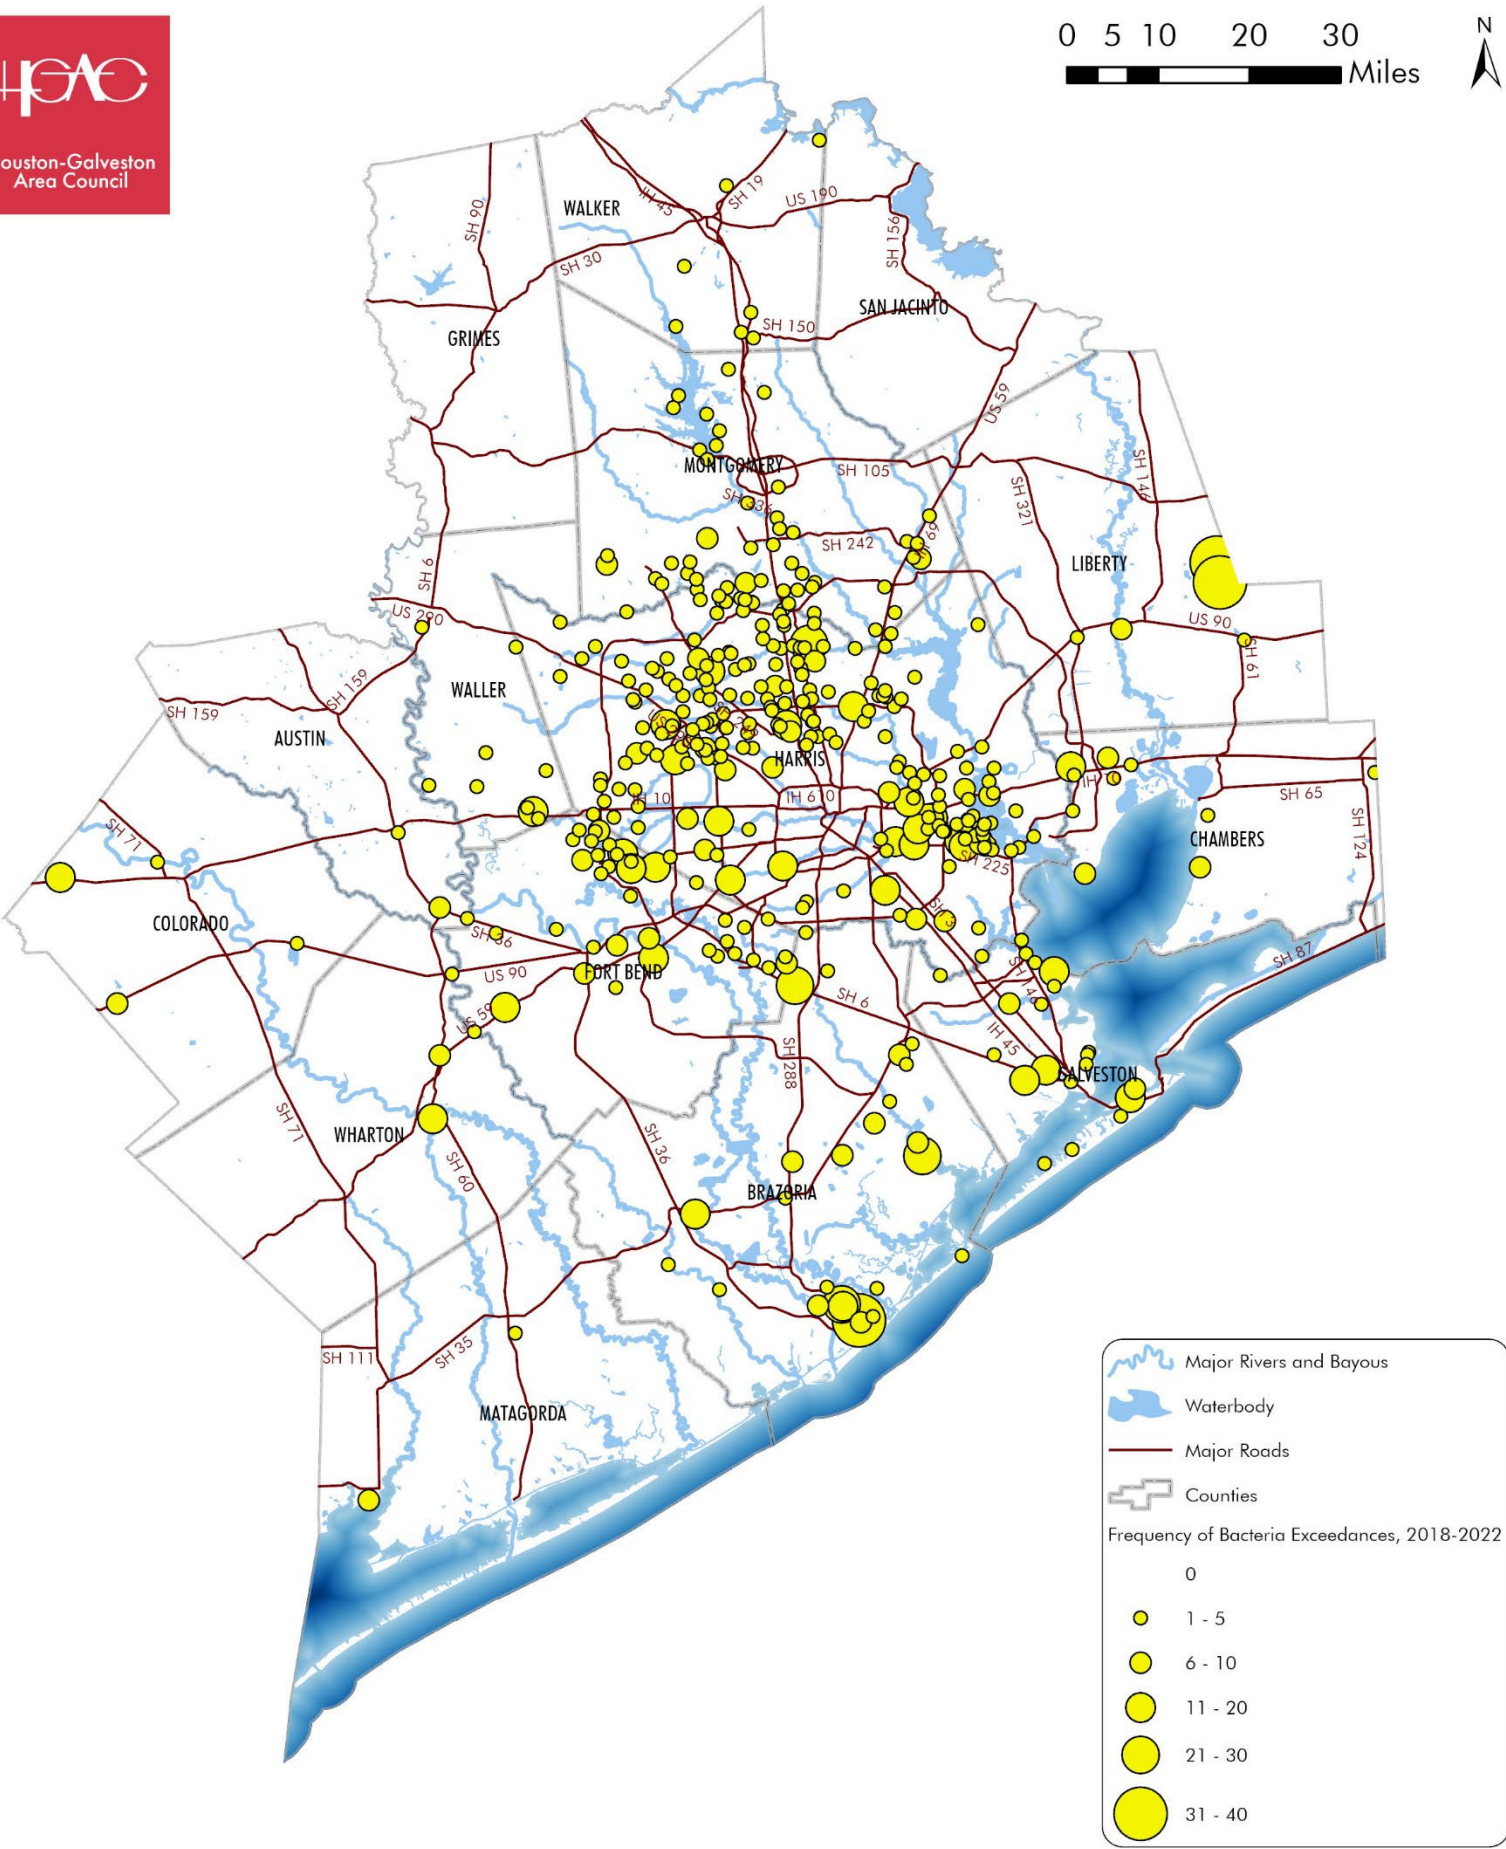 HGAC
ouston-Galveston
Area Council
0 5 10 20 30
Miles
N
WALKER
IH 45
SH 19
US 190
SH 90
SH 156
SH 30
SAN JACINTO
SH 150
GRIMES
US 59
MONTGOMERY
SH 105
SH 146
SH 336
SH 321
SH 242
IH 69
LIBERTY
SH 6
US 290
US 90
SH 61
SH 159
WALLER
SH 159
AUSTIN
HARRIS
IH 10
IH 10
IH 610
SH 65
SH 71
CHAMBERS
SH 124
SH 225
COLORADO
SH 36
US 90
FORT BEND
SH 87
SH 146
SH 6
US 59
IH 45
SH 288
GALVESTON
SH 71
WHARTON
SH 36
SH 60
BRAZORIA
SH 111
SH 35
MATAGORDA
Major Rivers and Bayous
Waterbody
Major Roads
Counties
Frequency of Bacteria Exceedances, 2018-2022
0
1 - 5
6 - 10
11 - 20
21 - 30
31 - 40